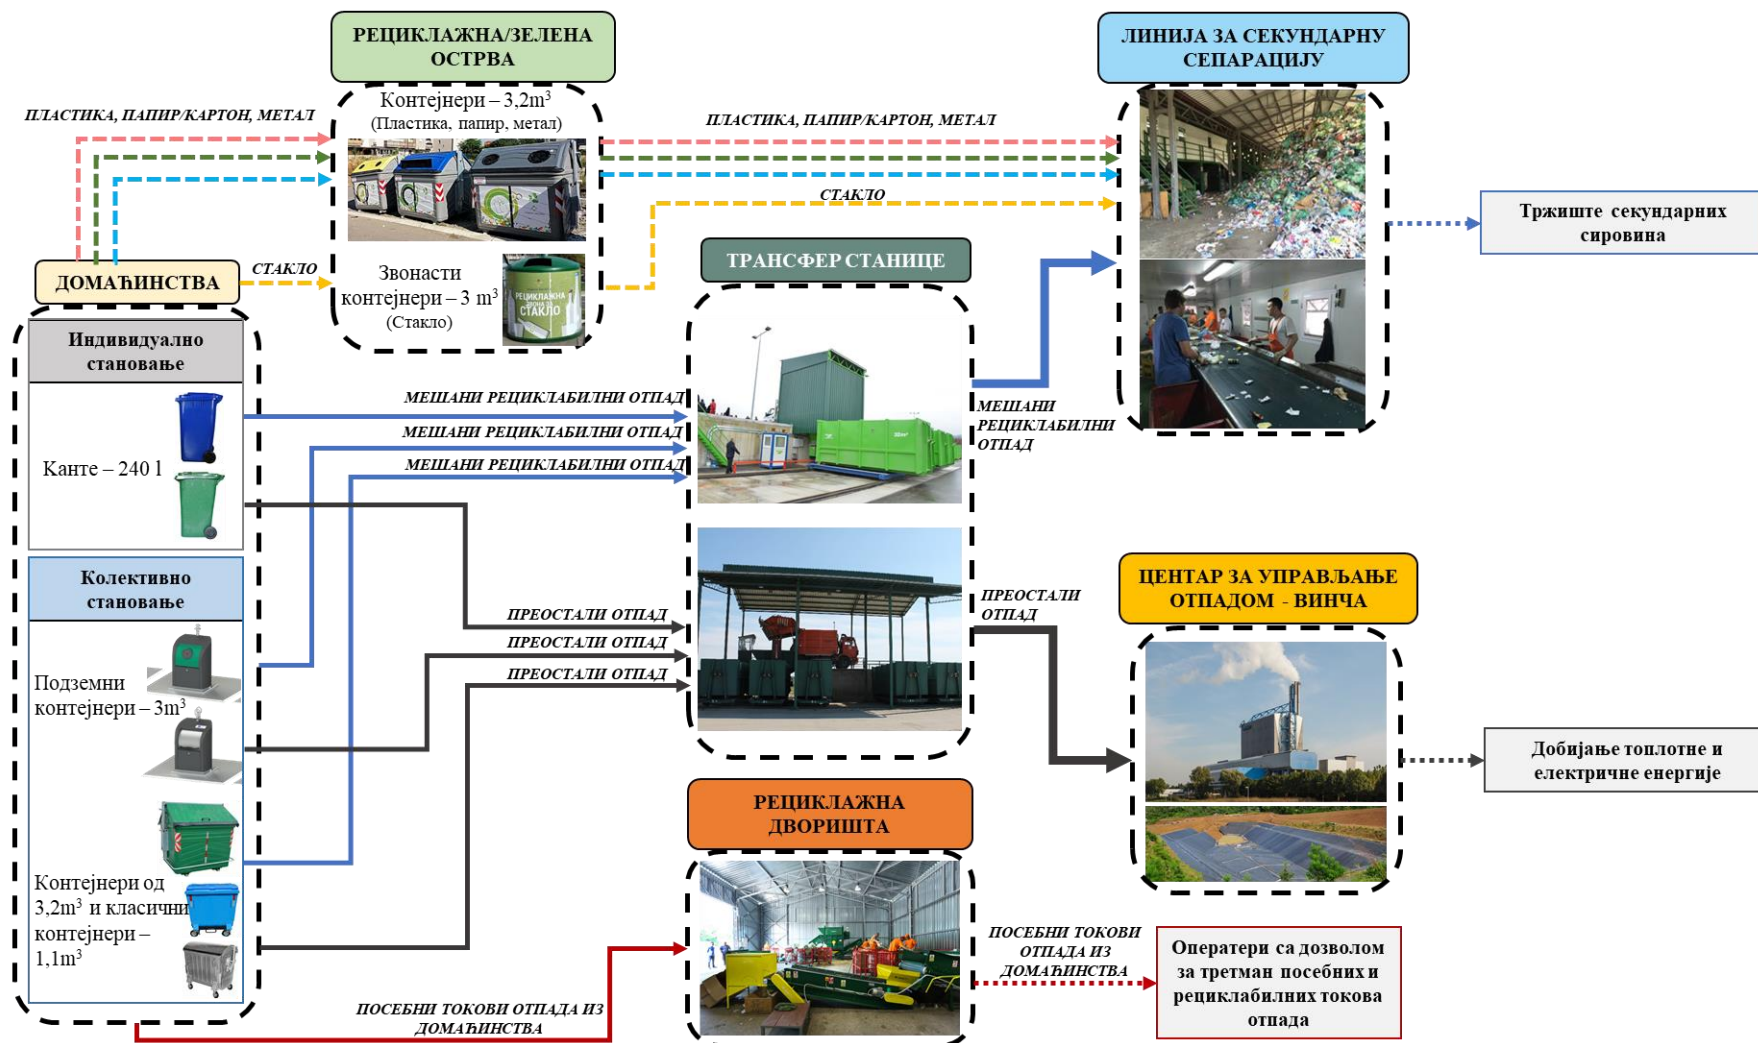 РЕЦИКЛАЖНА/ЗЕЛЕНА
ОСТРВА
ЛИНИЈА ЗА СЕКУНДАРНУ
СЕПАРАЦИЈУ
ПЛАСТИКА, ПАПИР/КАРТОН, МЕТАЛ
Контејнери – 3,2m³
(Пластика, папир, метал)
ПЛАСТИКА, ПАПИР/КАРТОН, МЕТАЛ
СТАКЛО
Тржиште секундарних
сировина
ДОМАЋИНСТВА
СТАКЛО
Звонасти
контејнери – 3 m³
(Стакло)
РЕЦИКЛАЖНА
ЗВОНА ЗА
СТАКЛО
ТРАНСФЕР СТАНИЦЕ
Индивидуално
становање
Канте – 240 l
МЕШАНИ РЕЦИКЛАБИЛНИ ОТПАД
МЕШАНИ РЕЦИКЛАБИЛНИ ОТПАД
МЕШАНИ РЕЦИКЛАБИЛНИ ОТПАД
МЕШАНИ
РЕЦИКЛАБИЛНИ
ОТПАД
Колективно
становање
Подземни
контејнери – 3m³
Контејнери од
3,2m³ и класични
контејнери –
1,1m³
ПРЕОСТАЛИ ОТПАД
ПРЕОСТАЛИ ОТПАД
ПРЕОСТАЛИ ОТПАД
ПРЕОСТАЛИ
ОТПАД
ЦЕНТАР ЗА УПРАВЉАЊЕ
ОТПАДОМ - ВИНЧА
Добијање топлотне и
електричне енергије
РЕЦИКЛАЖНА
ДВОРИШТА
ПОСЕБНИ ТОКОВИ ОТПАДА ИЗ
ДОМАЋИНСТВА
ПОСЕБНИ ТОКОВИ
ОТПАДА ИЗ
ДОМАЋИНСТВА
Оператери са дозволом
за третман посебних и
рециклабилних токова
отпада